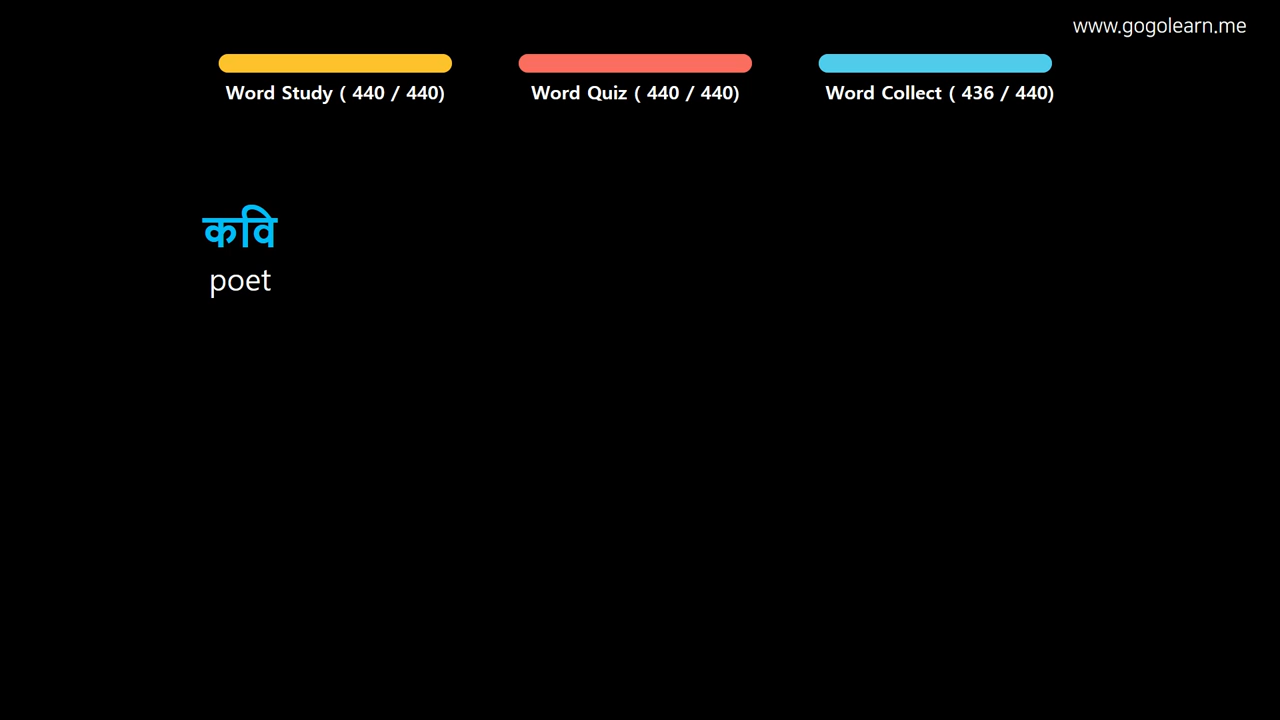 www.gogolearn.me
Word Study ( 440 / 440)
Word Quiz ( 440 / 440)
Word Collect ( 436 / 440)
कवि
poet